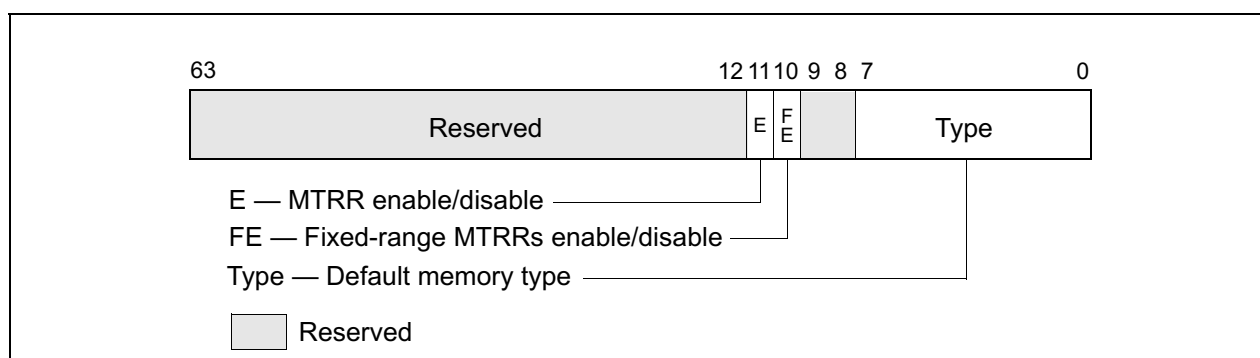 63 12 11 10 9 8 7 0
Reserved E FE Type
E — MTRR enable/disable
FE — Fixed-range MTRRs enable/disable
Type — Default memory type
Reserved